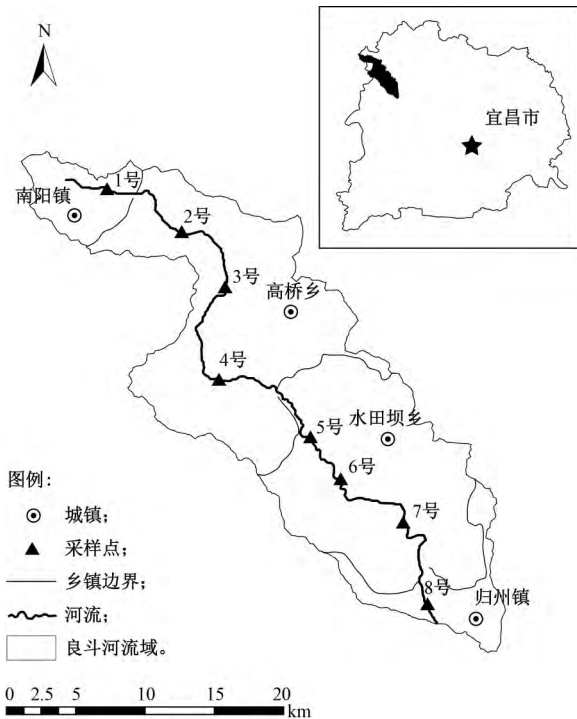 N
宜昌市
1号
南阳镇
2号
3号
高桥乡
4号
水田坝乡
5号
6号
7号
8号
归州镇
图例:
城镇;
采样点;
乡镇边界;
河流;
良斗河流域。
0 2.5 5 10 15 20
km